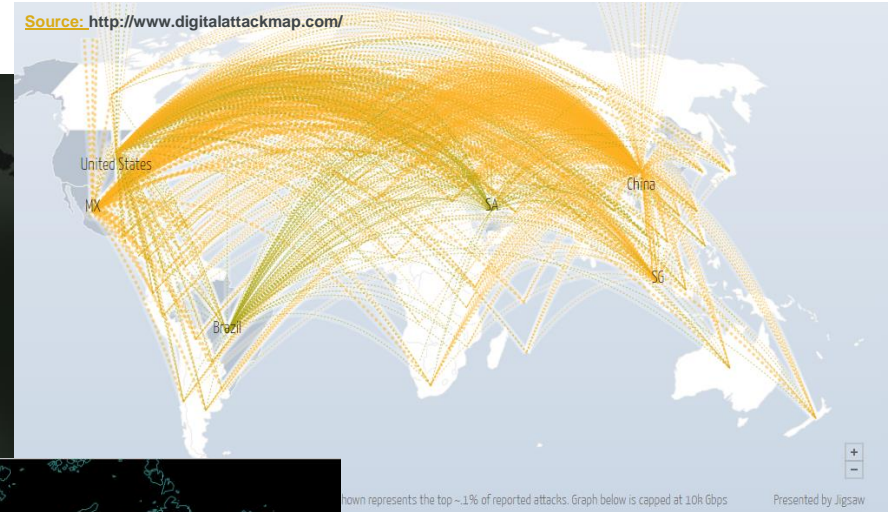 Source: http://www.digitalattackmap.com/
United States
MX
China
SA
SG
Brazil
+
−
hown represents the top ~.1% of reported attacks. Graph below is capped at 10k Gbps
Presented by Jigsaw